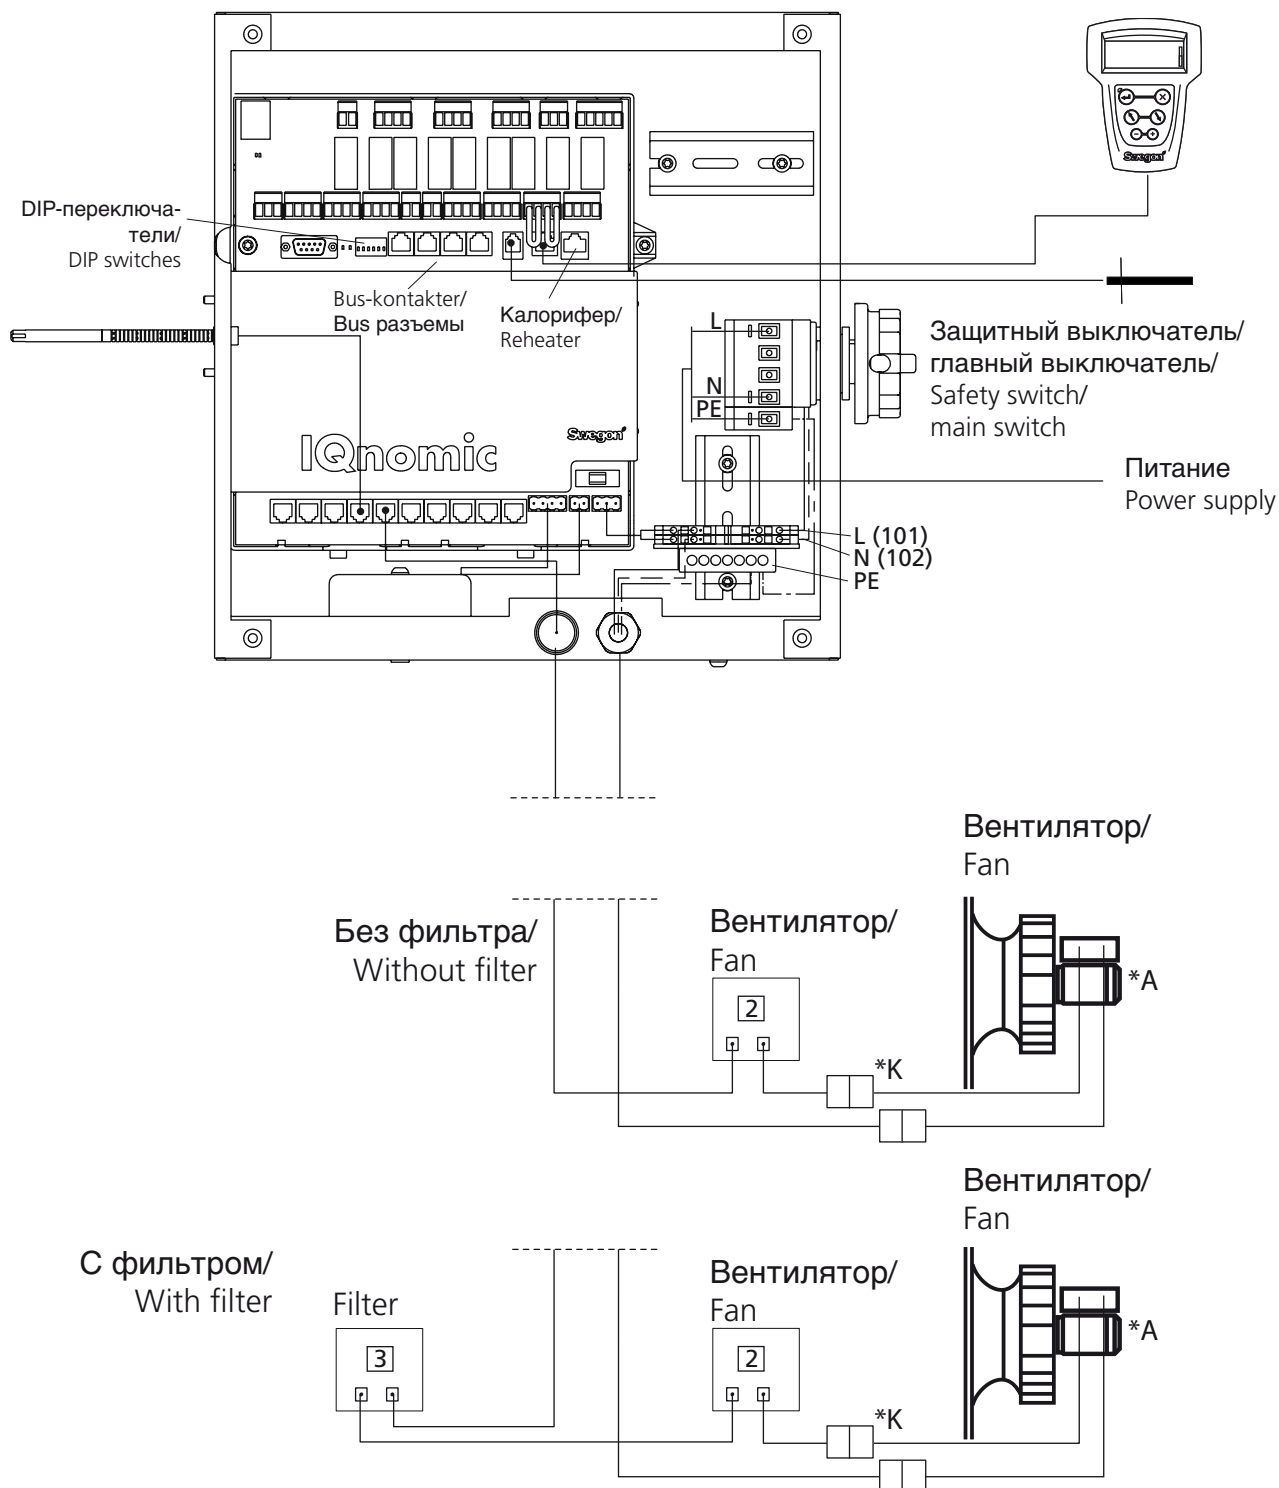 Swegon
DIP-переключа-
тели/
DIP switches
Bus-kontakter/
Bus разъемы
Калорифер/
Reheater
L
N
PE
Защитный выключатель/
главный выключатель/
Safety switch/
main switch
Swegon
IQnomic
Питание
Power supply
L (101)
N (102)
PE
Вентилятор/
Fan
Без фильтра/
Without filter
Вентилятор/
Fan
2
*A
*K
Вентилятор/
Fan
С фильтром/
With filter
Filter
3
Вентилятор/
Fan
2
*A
*K